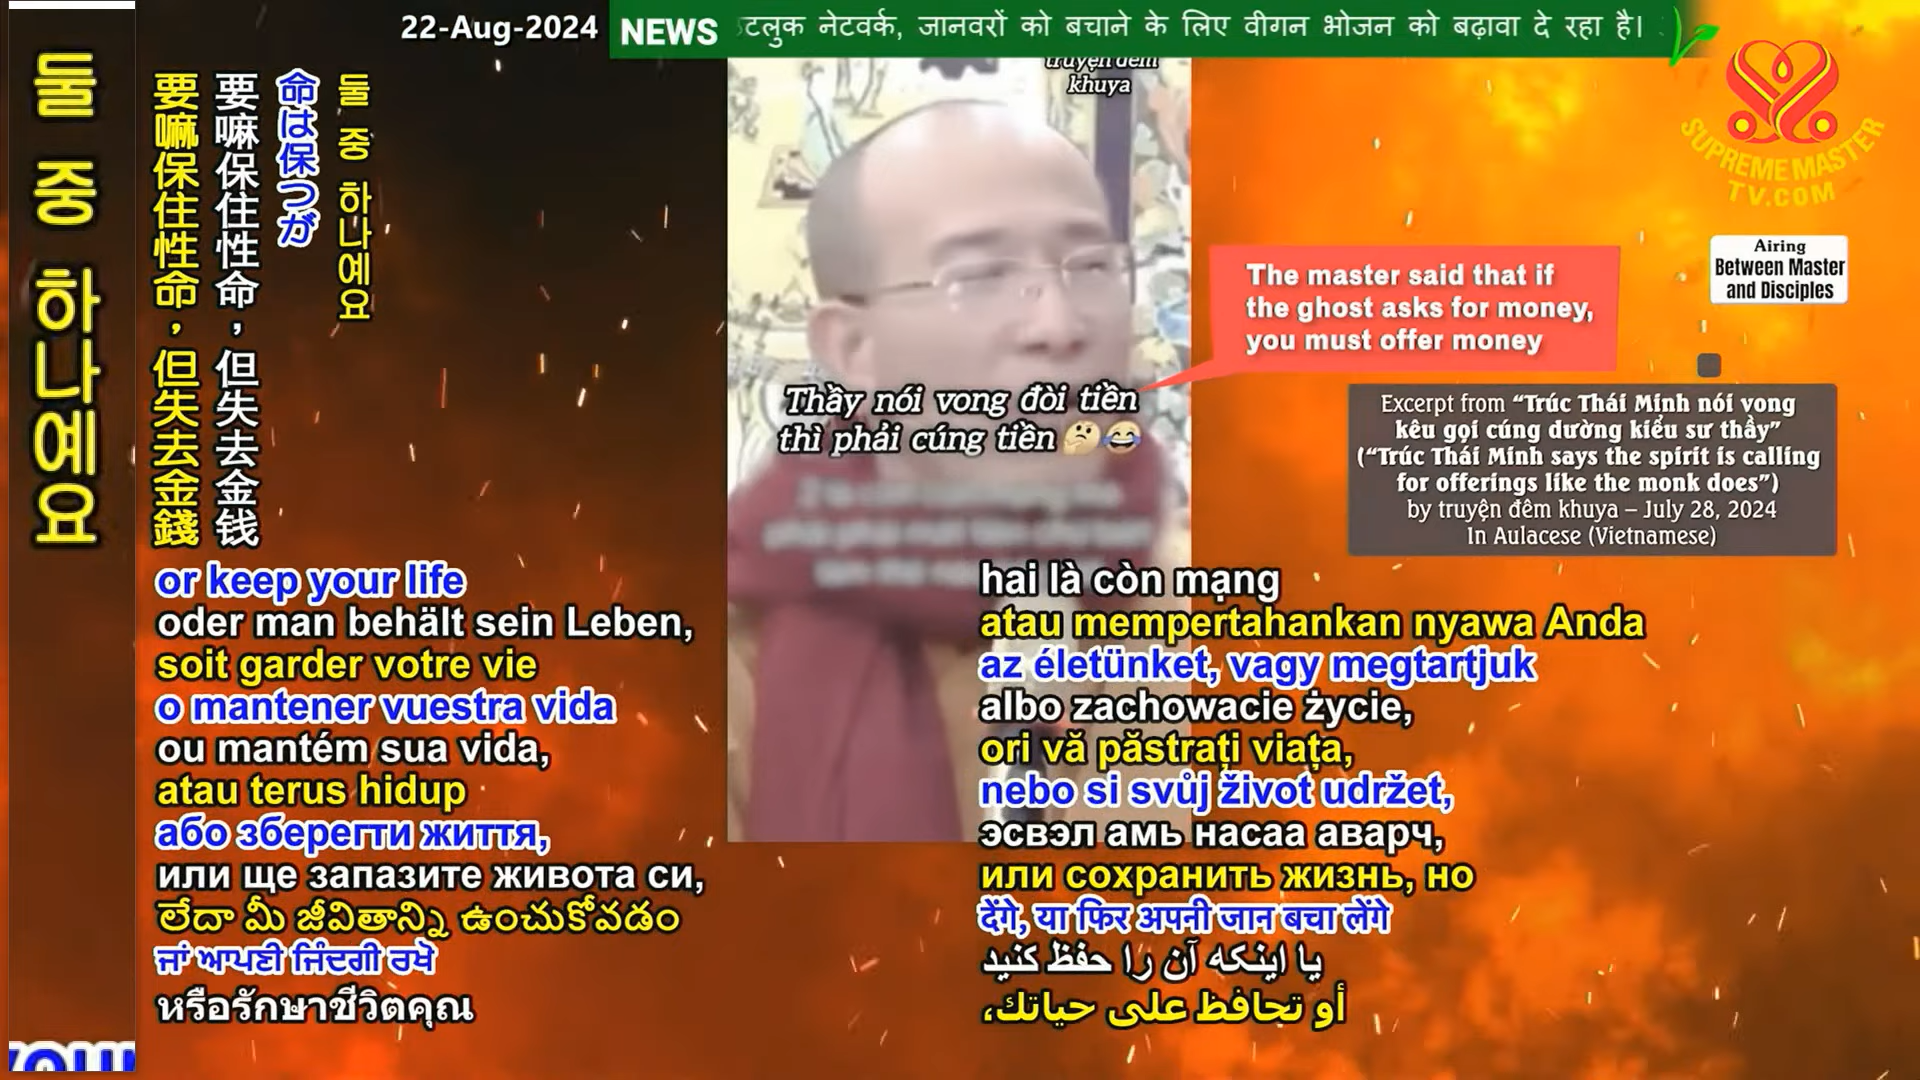 22-Aug-2024
NEWS
नेटवर्क, जानवरों को बचाने के लिए वीगन भोजन को बढ़ावा दे रहा है।
truyện đêm
khuya
SUPREME MASTER
TV.COM
Airing
Between Master
and Disciples
둘 중 하나예요
要嘛保住性命，但失去金錢
要嘛保住性命，但失去金钱
命は保つが
둘 중 하나예요
The master said that if
the ghost asks for money,
you must offer money
Thầy nói vong đòi tiền
thì phải cúng tiền 🤔😂
Excerpt from “Trúc Thái Minh nói vong
kêu gọi cúng dường kiểu sư thầy”
(“Trúc Thái Minh says the spirit is calling
for offerings like the monk does”)
by truyện đêm khuya – July 28, 2024
In Aulacese (Vietnamese)
or keep your life
oder man behält sein Leben,
soit garder votre vie
o mantener vuestra vida
ou mantém sua vida,
atau terus hidup
або зберегти життя,
или ще запазите живота си,
లేదా మీ జీవితాన్ని ఉంచుకోవడం
ਜਾਂ ਆਪਣੀ ਜਿੰਦਗੀ ਰਖੋ
หรือรักษาชีวิตคุณ
hai là còn mạng
atau mempertahankan nyawa Anda
az életünket, vagy megtartjuk
albo zachowacie życie,
ori vă păstrați viața,
nebo si svůj život udržet,
эсвэл амь насаа аварч,
или сохранить жизнь, но
देंगे, या फिर अपनी जान बचा लेंगे
یا اینکه آن را حفظ کنید
أو تحافظ على حياتك،